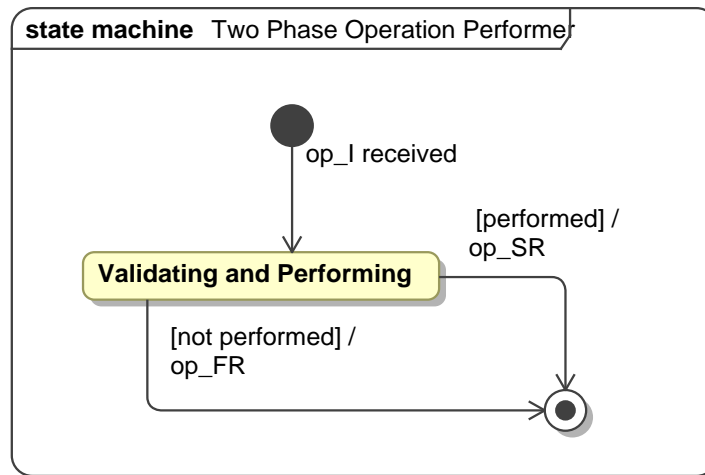 state machine Two Phase Operation Performer
op_I received
[performed] /
op_SR
Validating and Performing
[not performed] /
op_FR